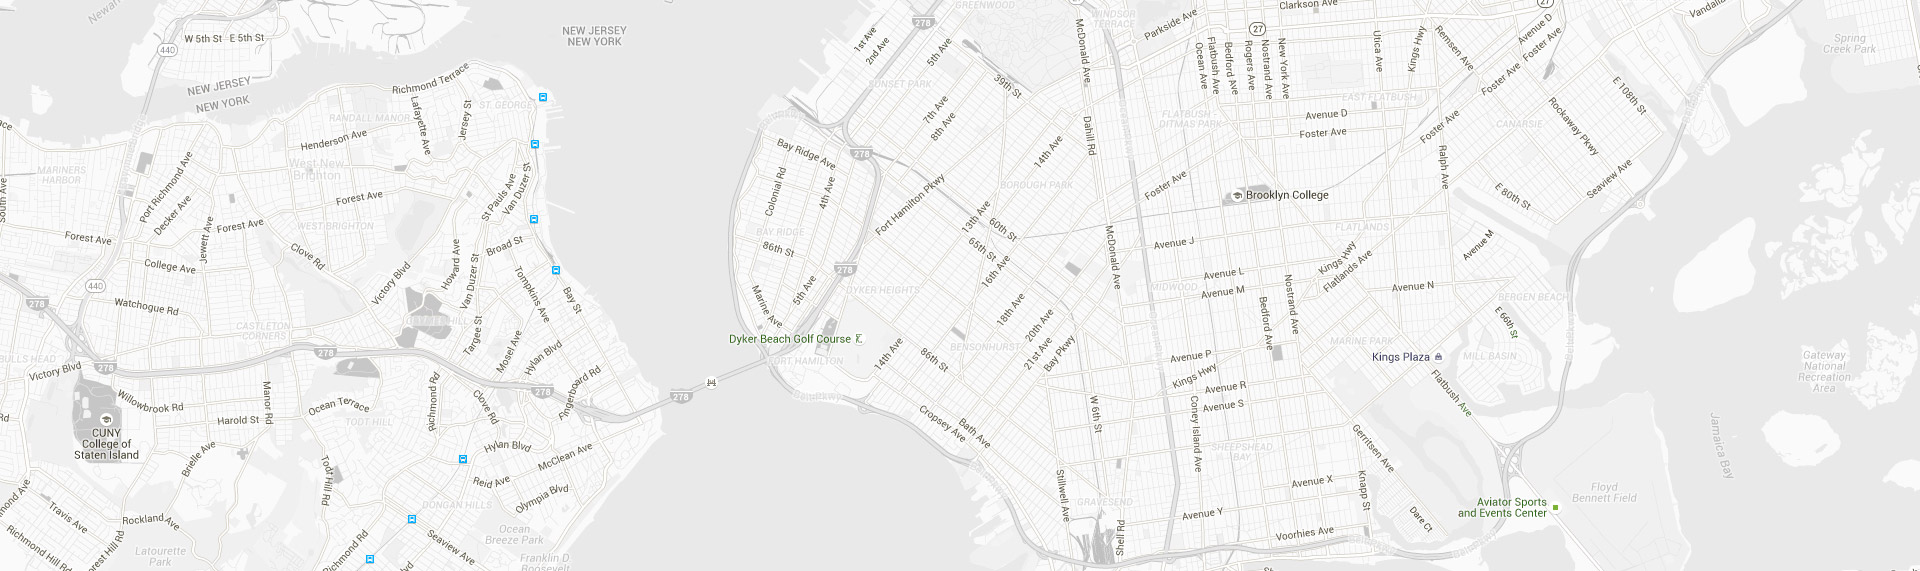 GREENWOOD
WINDSOR
TERRACE
Clarkson Ave
27
Vandalia
W 5th St
E 5th St
440
NEW JERSEY
NEW YORK
278
1st Ave
2nd Ave
5th Ave
McDonald Ave
Parkside Ave
27
Utica Ave
Kings Hwy
Remsen Ave
Avenue D
Foster Ave
Spring
Creek Park
NEW JERSEY
NEW YORK
Richmond Terrace
Lafayette Ave
Jersey St
ST GEORGE
SUNSET PARK
39th St
Ocean Ave
Flatbush Ave
Bedford Ave
Rogers Ave
Nostrand Ave
New York Ave
Foster Ave
E 108th St
RANDALL MANOR
Henderson Ave
7th Ave
8th Ave
FLATBUSH -
DITMAS PARK
EAST FLATBUSH
Avenue D
Foster Ave
Foster Ave
CANARSIE
Rockaway Pkwy
MARINERS
HARBOR
Port Richmond Ave
West New
Brighton
Bay Ridge Ave
278
14th Ave
Dahill Rd
Ralph Ave
South Ave
Decker Ave
Forest Ave
St Pauls Ave
Van Duzer St
Colonial Rd
4th Ave
Fort Hamilton Pkwy
BOROUGH PARK
Foster Ave
Brooklyn College
E 80th St
Seaview Ave
Forest Ave
Jewett Ave
Forest Ave
WEST BRIGHTON
BAY RIDGE
13th Ave
60th St
FLATLANDS
86th St
65th St
McDonald Ave
Avenue J
Kings Hwy
Avenue M
College Ave
Clove Rd
Victory Blvd
Howard Ave
Broad St
Van Duzer St
Tompkins Ave
278
16th Ave
Avenue L
Flatlands Ave
440
278
Watchogue Rd
Bay St
Marine Ave
5th Ave
DYKER HEIGHTS
18th Ave
MIDWOOD
Avenue M
Bedford Ave
Nostrand Ave
Avenue N
BERGEN BEACH
E 66th St
CASTLETON
CORNERS
Targee St
Mosel Ave
Hylan Blvd
Dyker Beach Golf Course
FORT HAMILTON
BENSONHURST
20th Ave
21st Ave
Bay Pkwy
MARINE PARK
Kings Plaza
MILL BASIN
BULLS HEAD
Victory Blvd
278
278
278
278
14th Ave
86th St
Avenue P
Kings Hwy
Flatbush Ave
Gateway
National
Recreation
Area
Willowbrook Rd
Manor Rd
Ocean Terrace
Richmond Rd
Clove Rd
Fingerboard Rd
Avenue R
Avenue S
Harold St
TODT HILL
Cropsey Ave
Bath Ave
W 6th St
Coney Island Ave
CUNY
College of
Staten Island
Brielle Ave
Hylan Blvd
McClean Ave
SHEEPSHEAD
BAY
Gerritsen Ave
Jamaica Bay
Todt Hill Rd
Reid Ave
Olympia Blvd
DONGAN HILLS
Stillwell Ave
GRAVESEND
Avenue X
Knapp St
Floyd
Bennett Field
Richmond Ave
Travis Ave
Rockland Ave
Aviator Sports
and Events Center
Avenue Y
Shell Rd
Dare Ct
Richmond Hill Rd
Forest Hill Rd
Latourette
Park
Richmond Rd
Seaview Ave
Ocean
Breeze Park
Franklin D
Roosevelt
Voorhies Ave